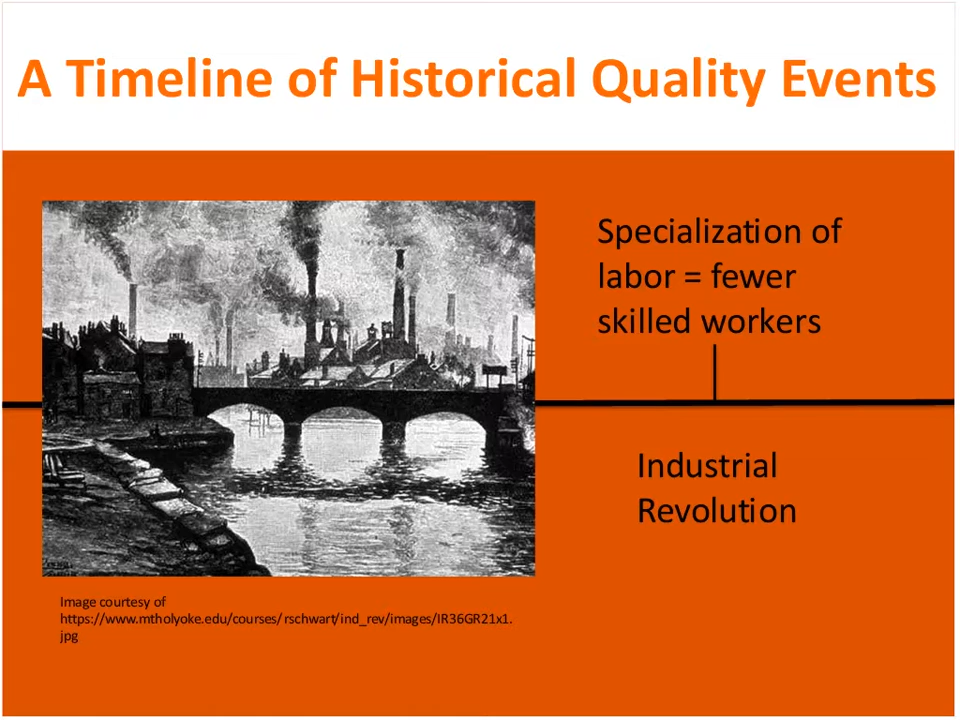 A Timeline of Historical Quality Events
Specialization of
labor = fewer
skilled workers
Industrial
Revolution
Image courtesy of
https://www.mtholyoke.edu/courses/rschwart/ind_rev/images/IR36GR21x1.
jpg